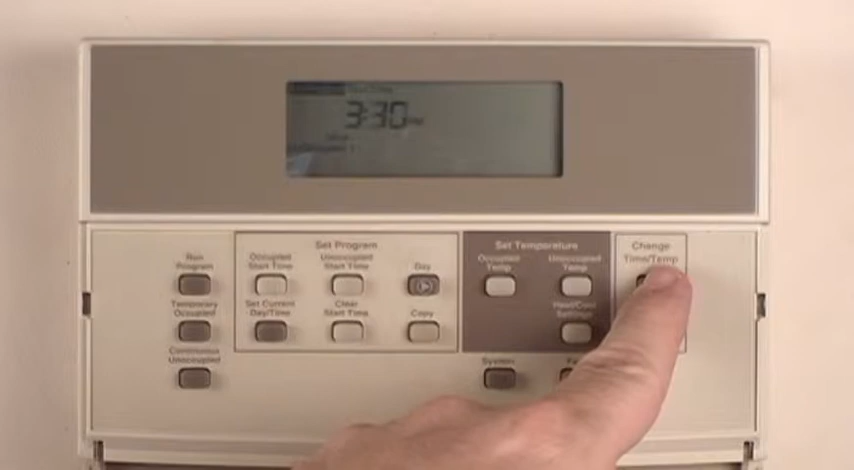 3:30
Set Program
Set Temperature
Change
Time/Temp
Run
Program
Occupied
Start Time
Unoccupied
Start Time
Day
Occupied
Temp
Unoccupied
Temp
Temporary
Occupied
Set Current
Day/Time
Clear
Start Time
Copy
Heat/Cool
Settings
Continuous
Unoccupied
System